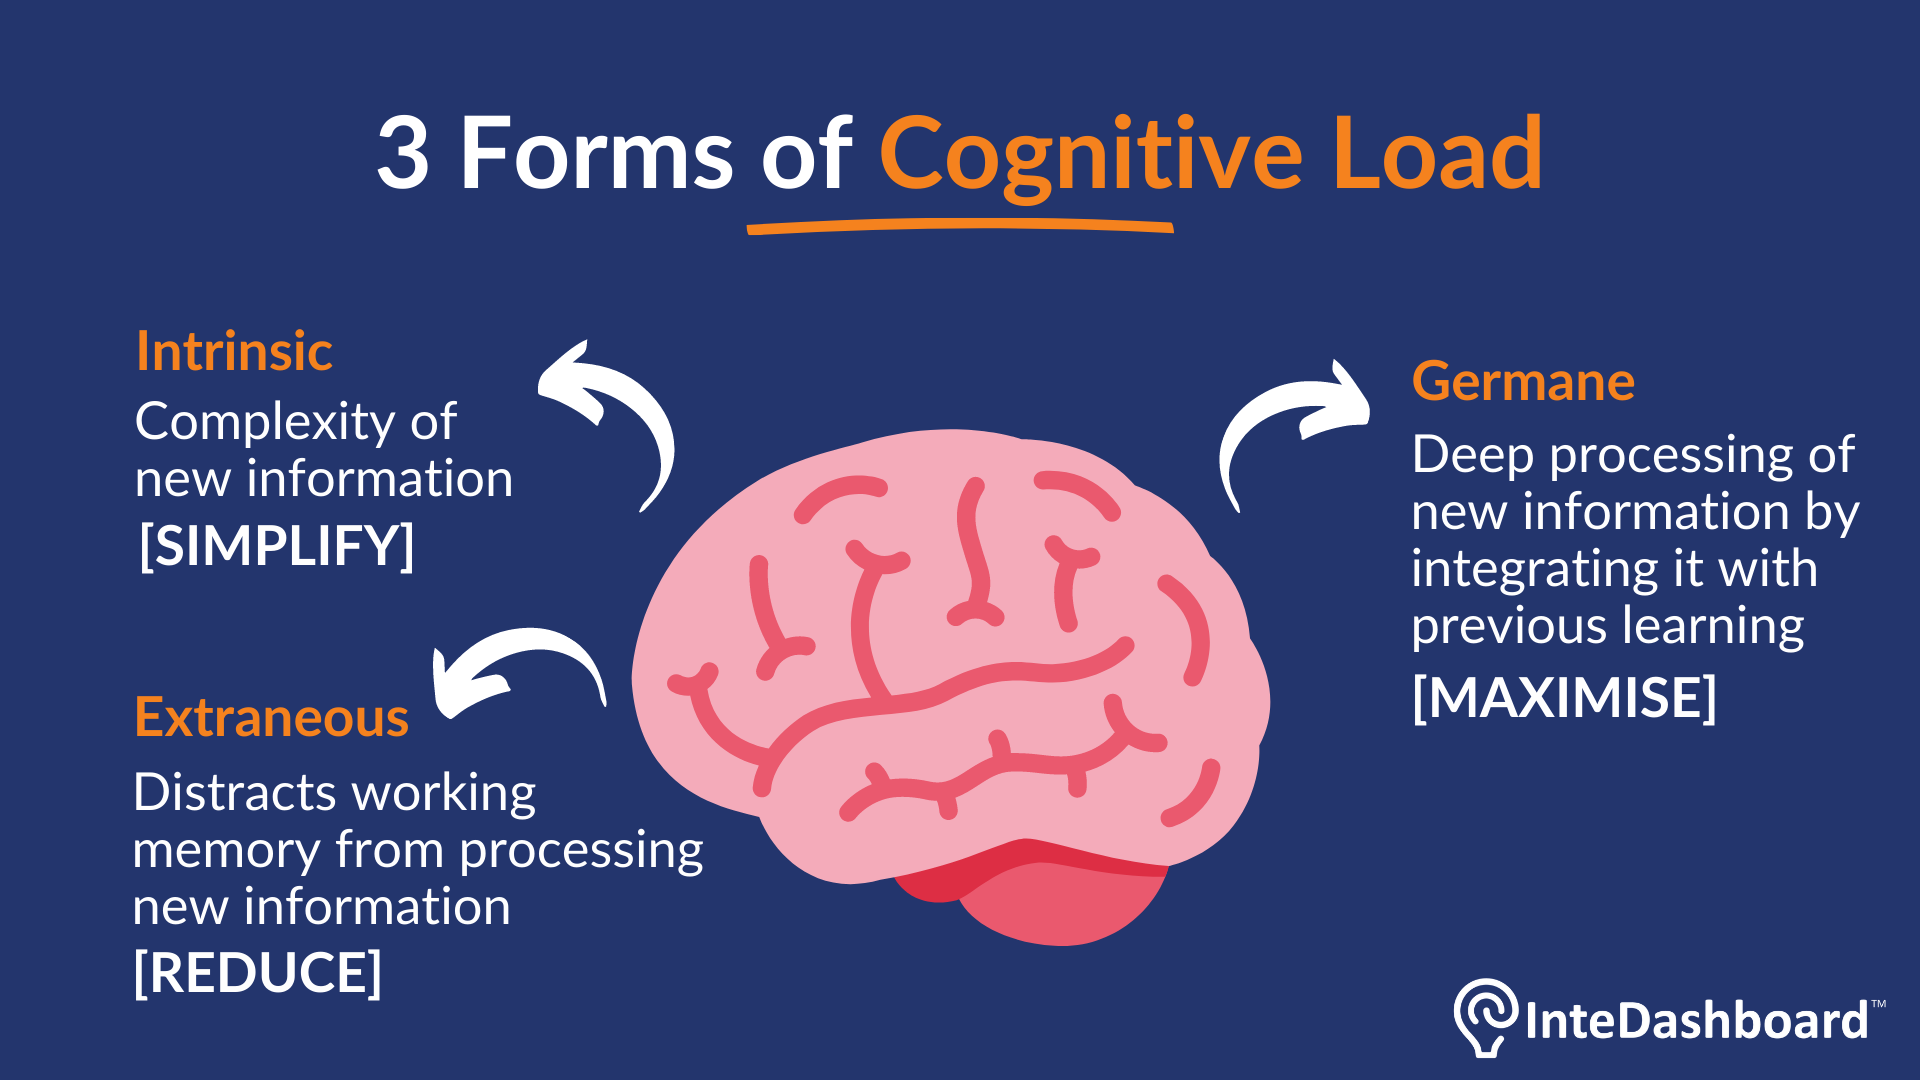 3 Forms of Cognitive Load
Intrinsic
Complexity of
new information
[SIMPLIFY]
Extraneous
Distracts working
memory from processing
new information
[REDUCE]
Germane
Deep processing of
new information by
integrating it with
previous learning
[MAXIMISE]
InteDashboard™